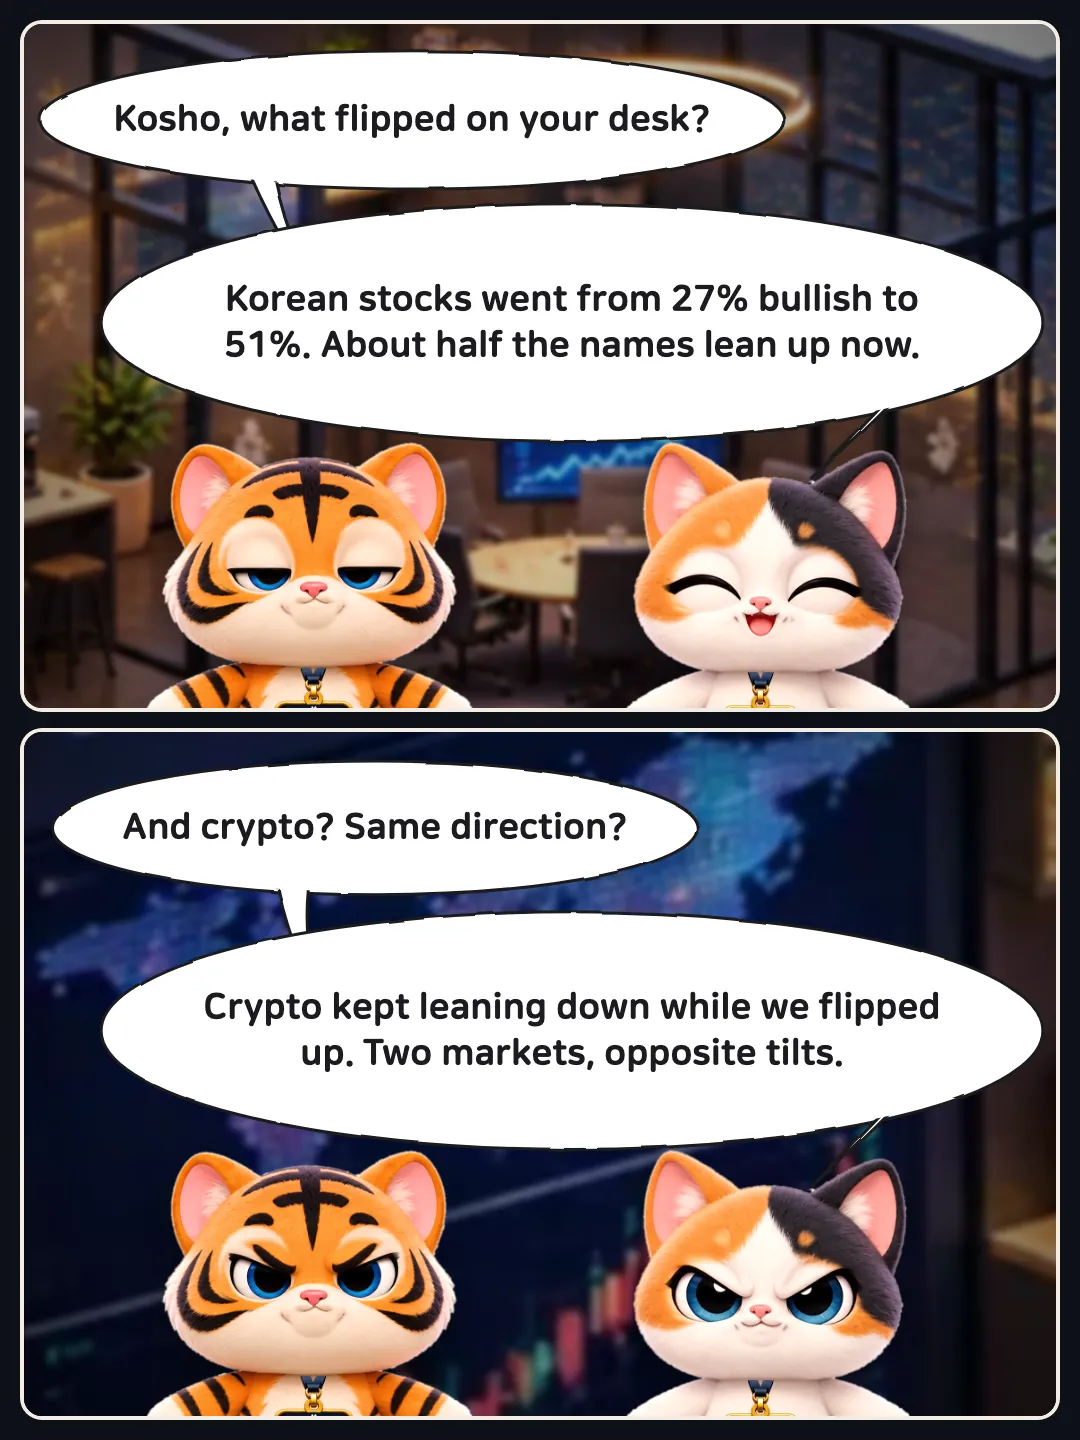 Kosho, what flipped on your desk?
Korean stocks went from 27% bullish to
51%. About half the names lean up now.
And crypto? Same direction?
Crypto kept leaning down while we flipped
up. Two markets, opposite tilts.